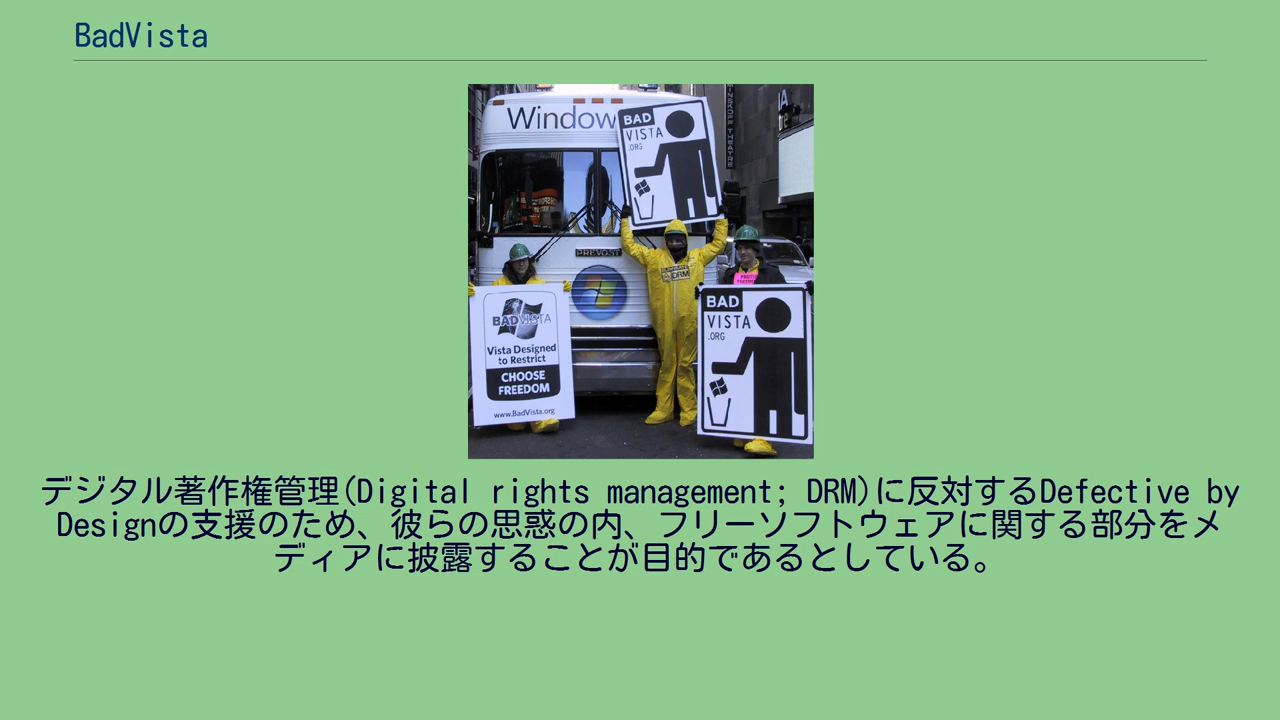 BadVista
Window
BAD
VISTA
.ORG
MINSKOFF THEATRE
PREVOST
DRM
BADVISTA
Vista Designed
to Restrict
CHOOSE
FREEDOM
www.BadVista.org
BAD
VISTA
.ORG
デジタル著作権管理(Digital rights management; DRM)に反対するDefective by
Designの支援のため、彼らの思惑の内、フリーソフトウェアに関する部分をメ
ディアに披露することが目的であるとしている。